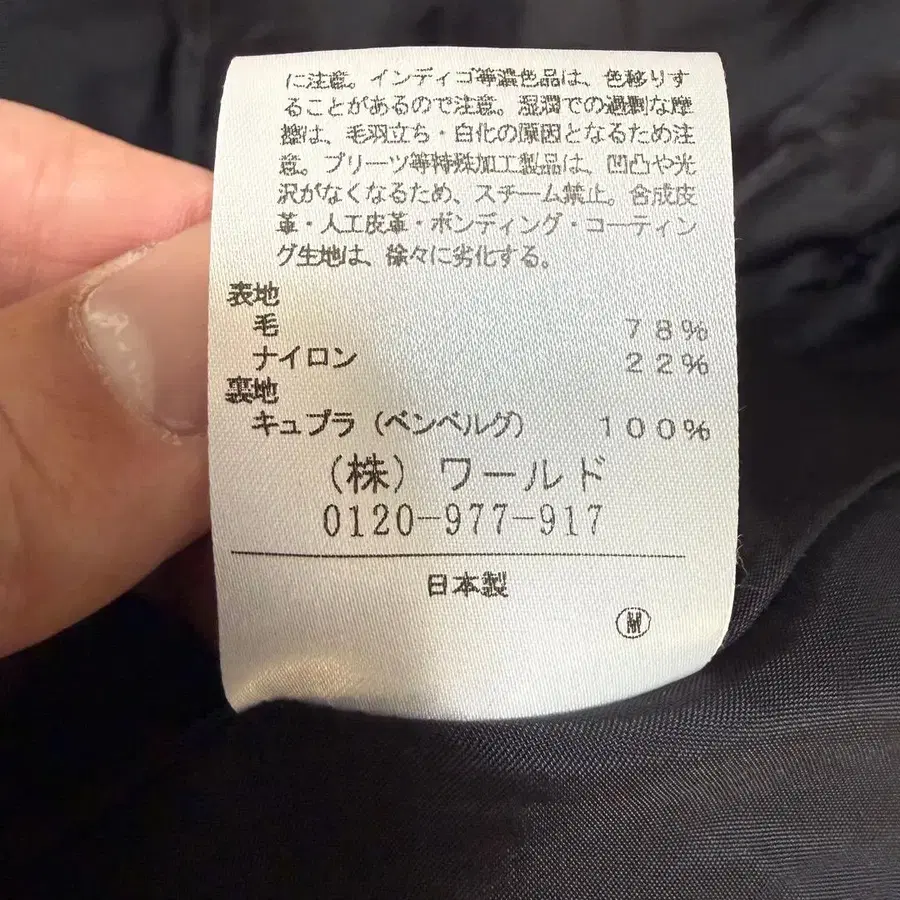 に注意。インディゴ等濃色品は、色移りす
ることがあるので注意。湿潤での過剰な摩
擦は、毛羽立ち・白化の原因となるため注
意。プリーツ等特殊加工製品は、凹凸や光
沢がなくなるため、スチーム禁止。合成皮
革・人工皮革・ボンディング・コーティン
グ生地は、徐々に劣化する。
表地
毛 78%
ナイロン 22%
裏地
キュプラ（ベンベルグ） 100%
（株）ワールド
0120-977-917
日本製
Ⓜ